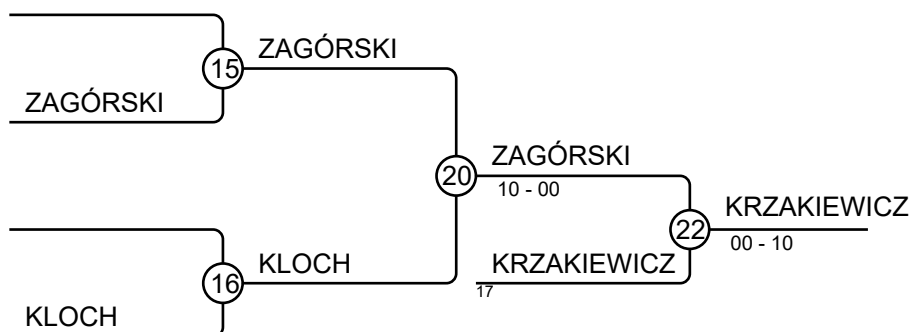 ZAGÓRSKI
15
ZAGÓRSKI
ZAGÓRSKI
20
10 - 00
KRZAKIEWICZ
22
00 - 10
KLOCH
KRZAKIEWICZ
16
17
KLOCH